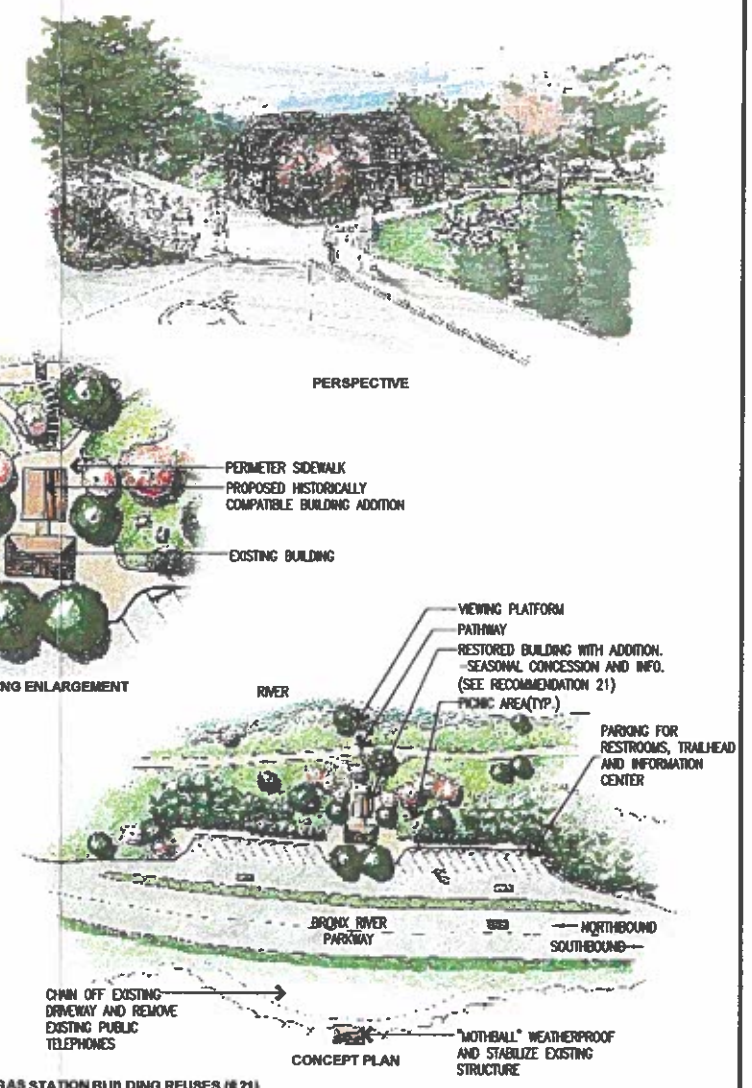 PERSPECTIVE
PERIMETER SIDEWALK
PROPOSED HISTORICALLY
COMPATIBLE BUILDING ADDITION
EXISTING BUILDING
NG ENLARGEMENT
VIEWING PLATFORM
PATHWAY
RESTORED BUILDING WITH ADDITION.
-SEASONAL CONCESSION AND INFO.
(SEE RECOMMENDATION 21)
PICNIC AREA(TYP.)
RIVER
PARKING FOR
RESTROOMS, TRAILHEAD
AND INFORMATION
CENTER
BRONX RIVER
PARKWAY
NORTHBOUND
SOUTHBOUND
CHAIN OFF EXISTING
DRIVEWAY AND REMOVE
EXISTING PUBLIC
TELEPHONES
CONCEPT PLAN
"MOTHBALL" WEATHERPROOF
AND STABILIZE EXISTING
STRUCTURE
GAS STATION BUILDING REUSES (# 21)